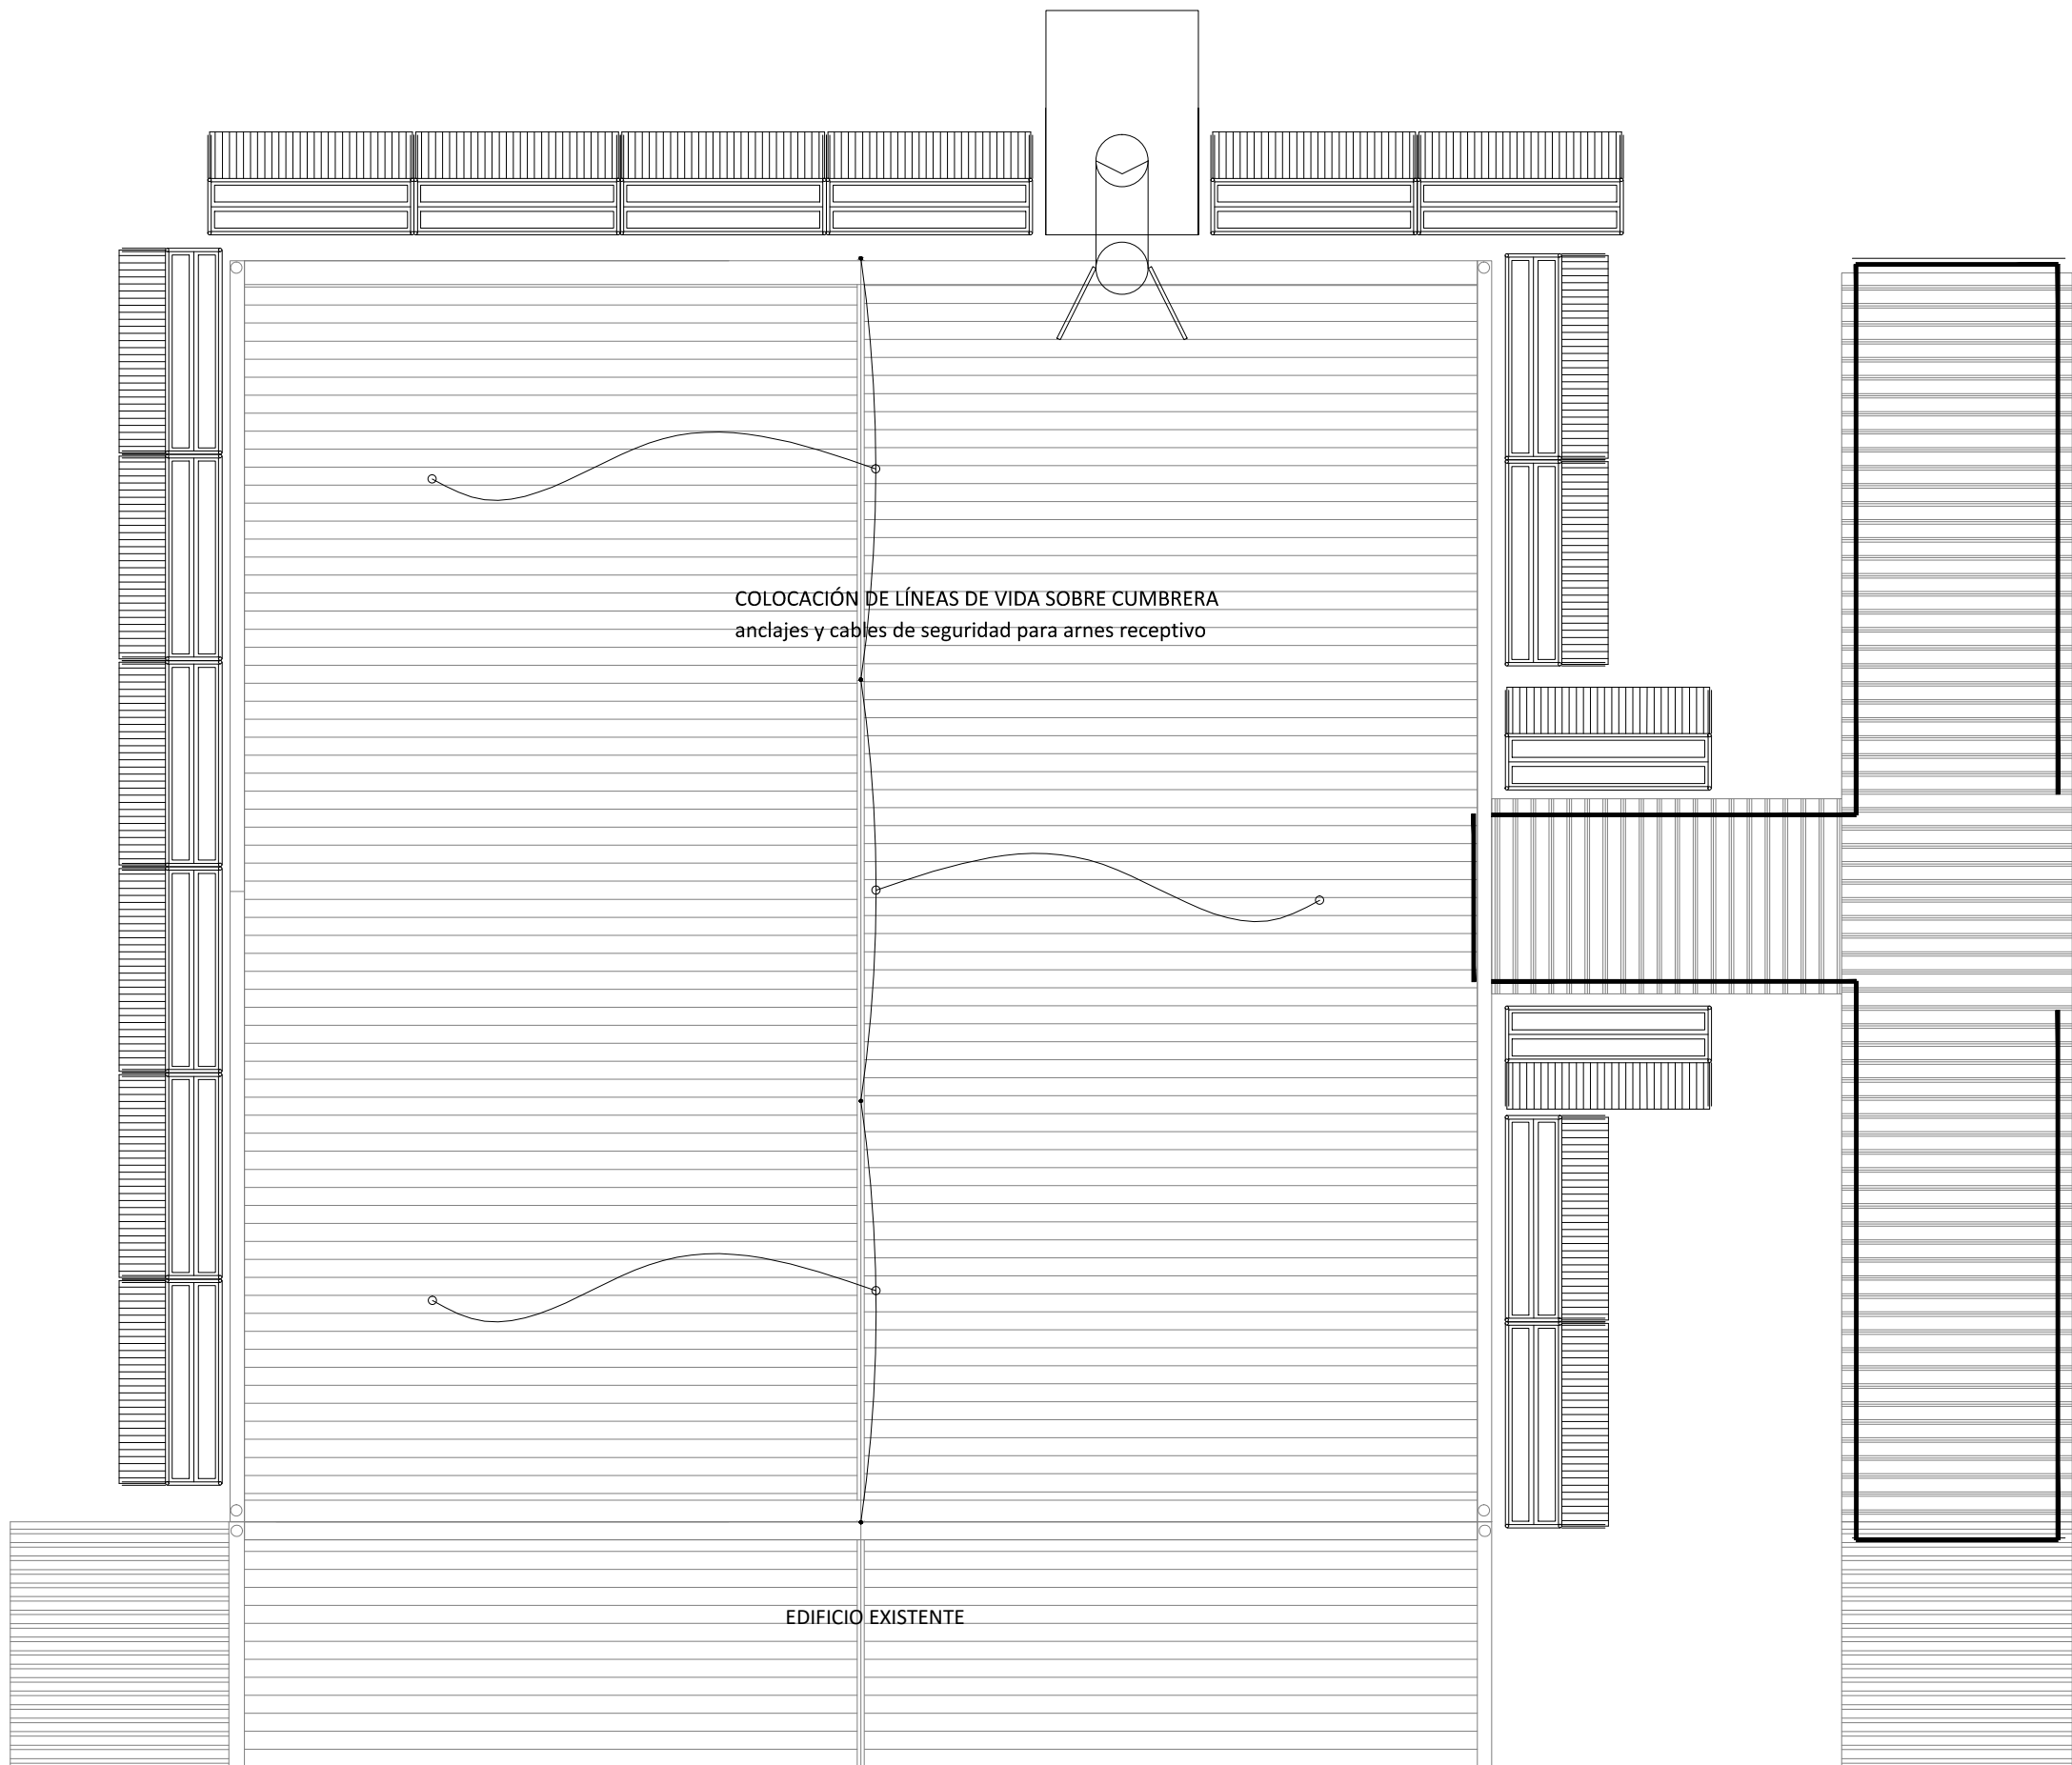 COLOCACIÓN DE LÍNEAS DE VIDA SOBRE CUMBRERA
anclajes y cables de seguridad para arnes receptivo
EDIFICIO EXISTENTE